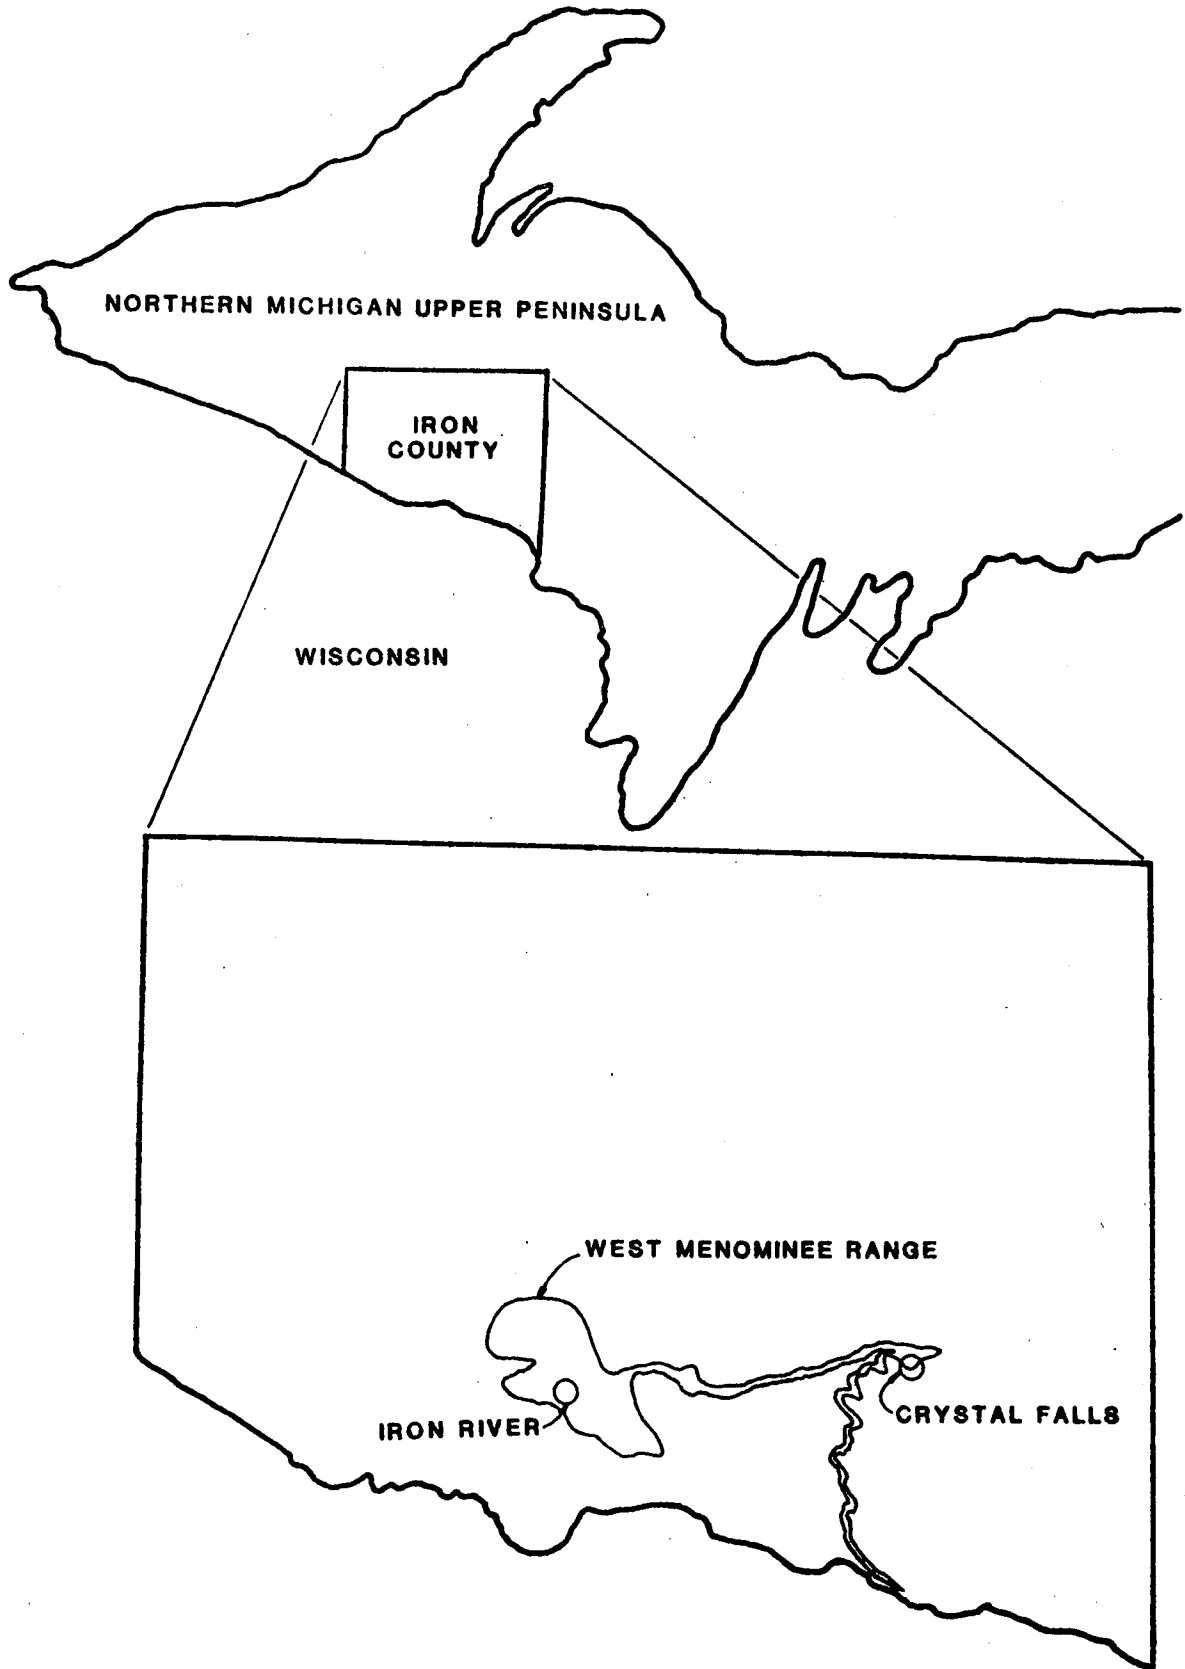 NORTHERN MICHIGAN UPPER PENINSULA
IRON
COUNTY
WISCONSIN
WEST MENOMINEE RANGE
IRON RIVER
CRYSTAL FALLS